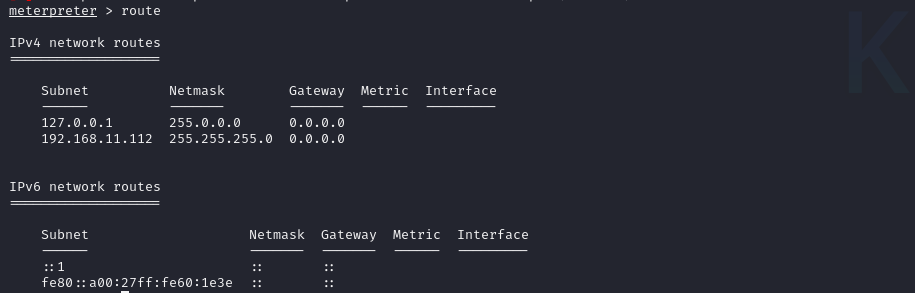 meterpreter > route
IPv4 network routes
===================
Subnet Netmask Gateway Metric Interface
------ ------- ------- ------ ---------
127.0.0.1 255.0.0.0 0.0.0.0
192.168.11.112 255.255.255.0 0.0.0.0
IPv6 network routes
===================
Subnet Netmask Gateway Metric Interface
------ ------- ------- ------ ---------
::1 :: ::
fe80::a00:27ff:fe60:1e3e :: ::
K